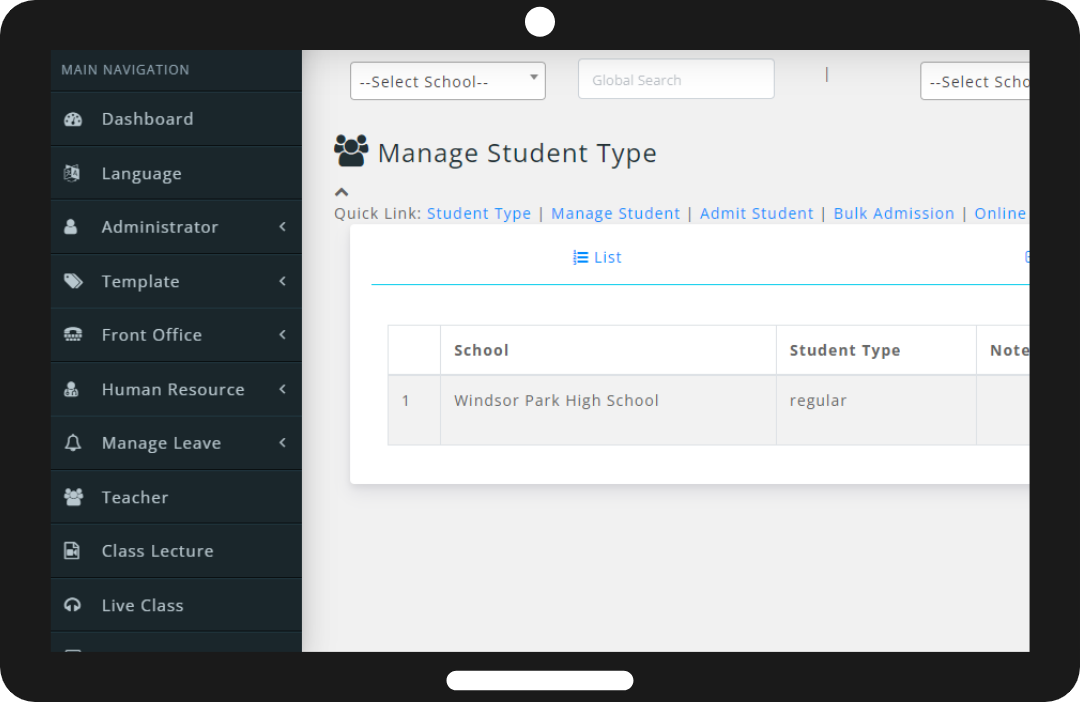 MAIN NAVIGATION
Dashboard
Language
Administrator
Template
Front Office
Human Resource
Manage Leave
Teacher
Class Lecture
Live Class
--Select School--
Global Search
|
--Select Scho
Manage Student Type
Quick Link: Student Type | Manage Student | Admit Student | Bulk Admission | Online
List
School Student Type Note
1 Windsor Park High School regular